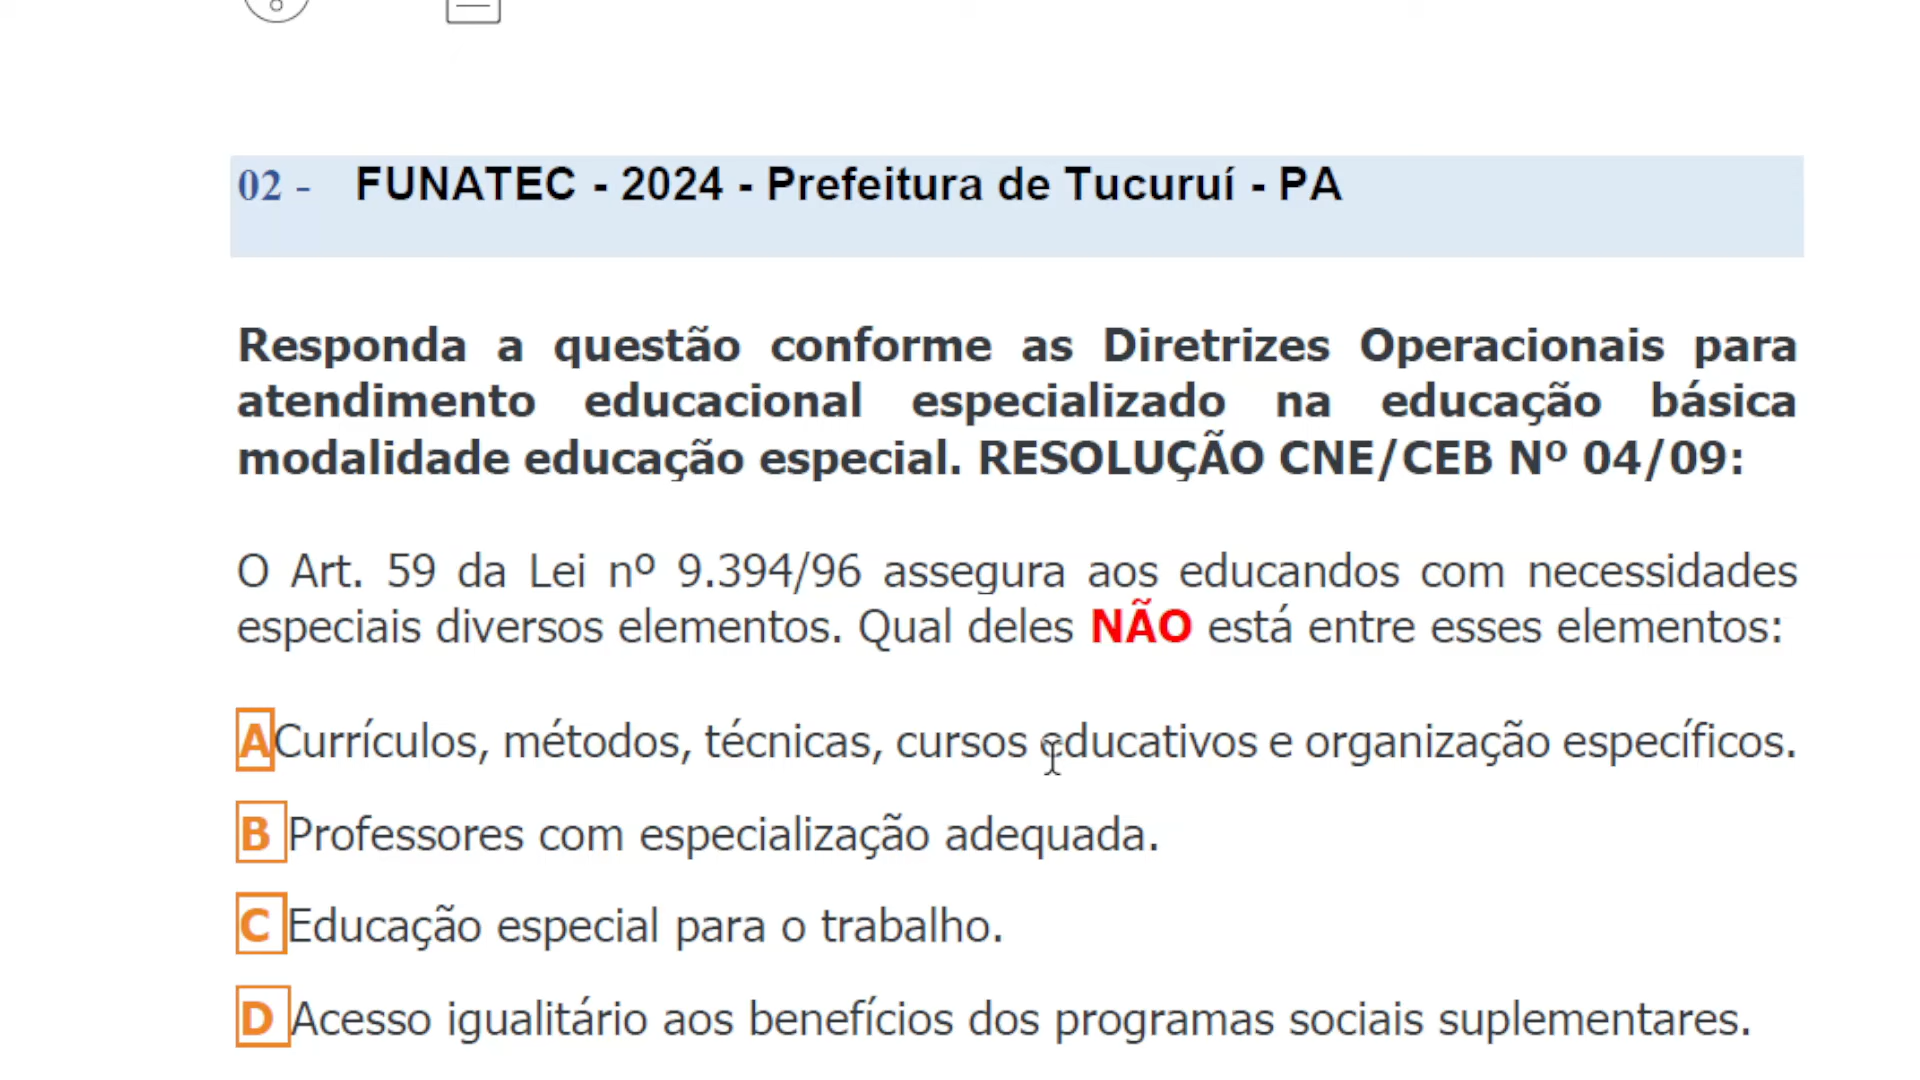 02 - FUNATEC - 2024 - Prefeitura de Tucuruí - PA
Responda a questão conforme as Diretrizes Operacionais para
atendimento educacional especializado na educação básica
modalidade educação especial. RESOLUÇÃO CNE/CEB Nº 04/09:
O Art. 59 da Lei nº 9.394/96 assegura aos educandos com necessidades
especiais diversos elementos. Qual deles NÃO está entre esses elementos:
A Currículos, métodos, técnicas, cursos educativos e organização específicos.
B Professores com especialização adequada.
C Educação especial para o trabalho.
D Acesso igualitário aos benefícios dos programas sociais suplementares.